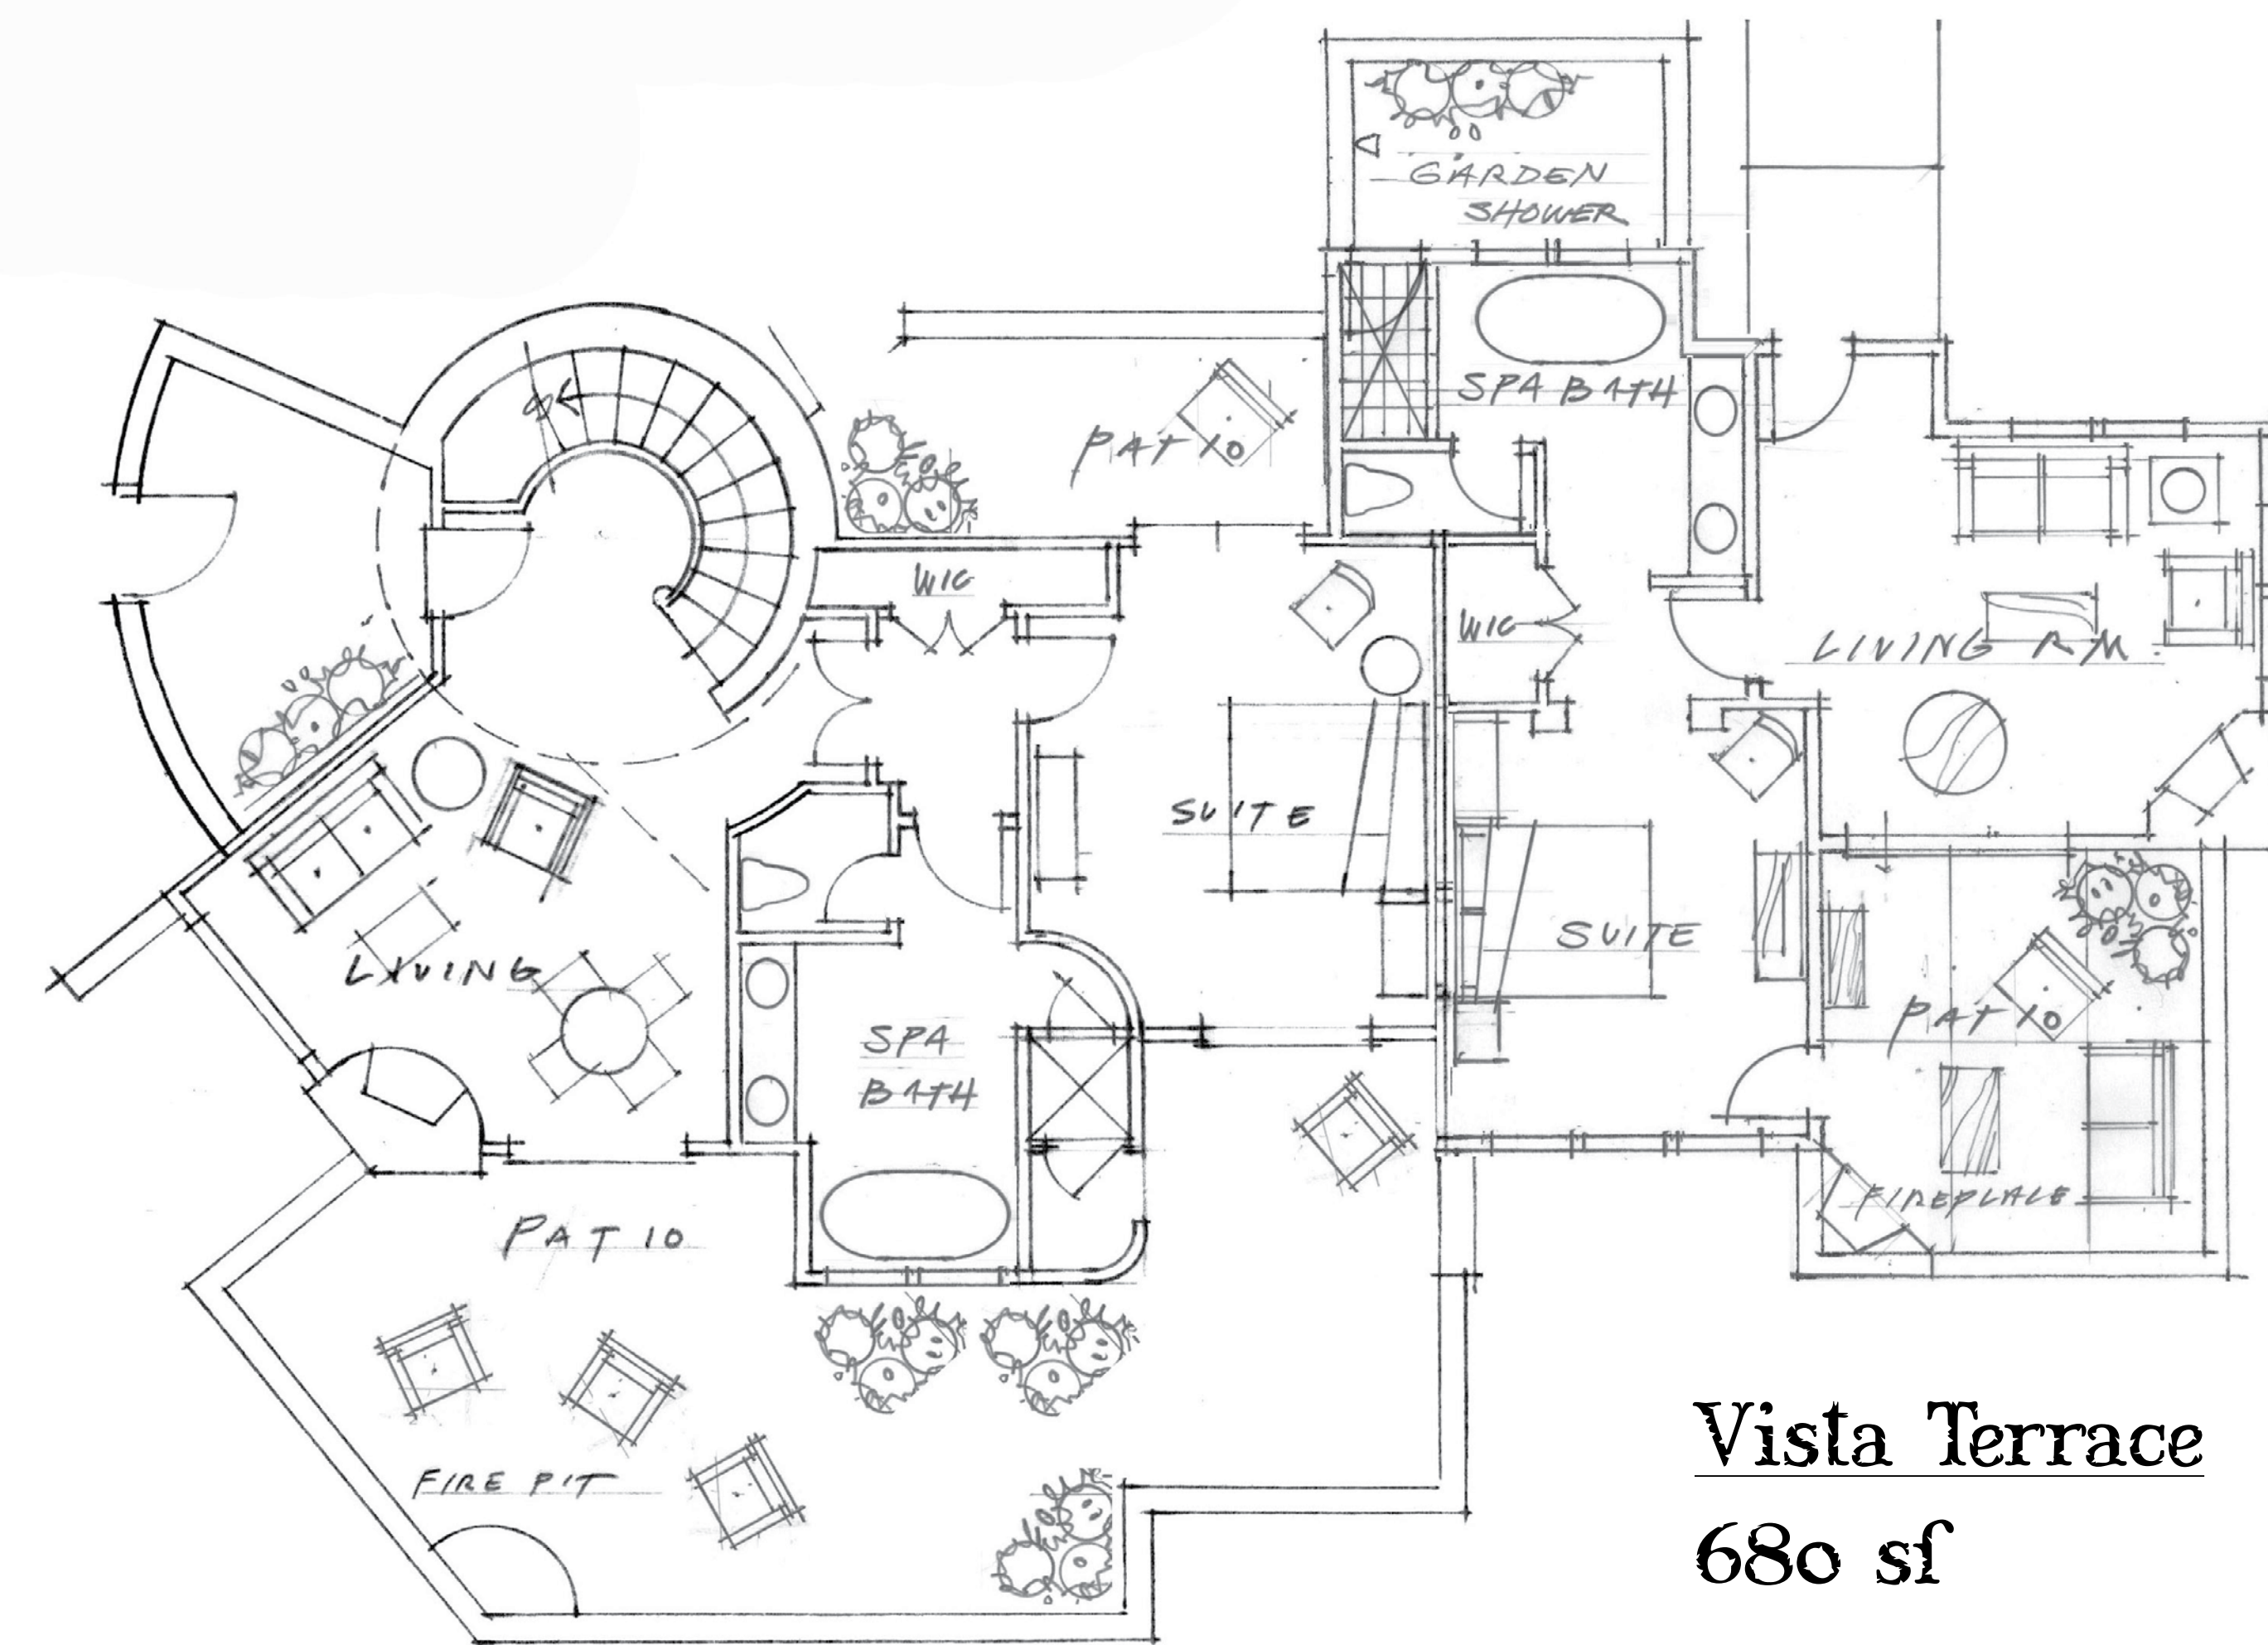 GARDEN
SHOWER
SPA BATH
PATIO
WIC
WIC
LIVING RM.
SUITE
SUITE
LIVING
PATIO
SPA
BATH
FIREPLACE
PATIO
FIRE PIT
Vista Terrace
680 sf